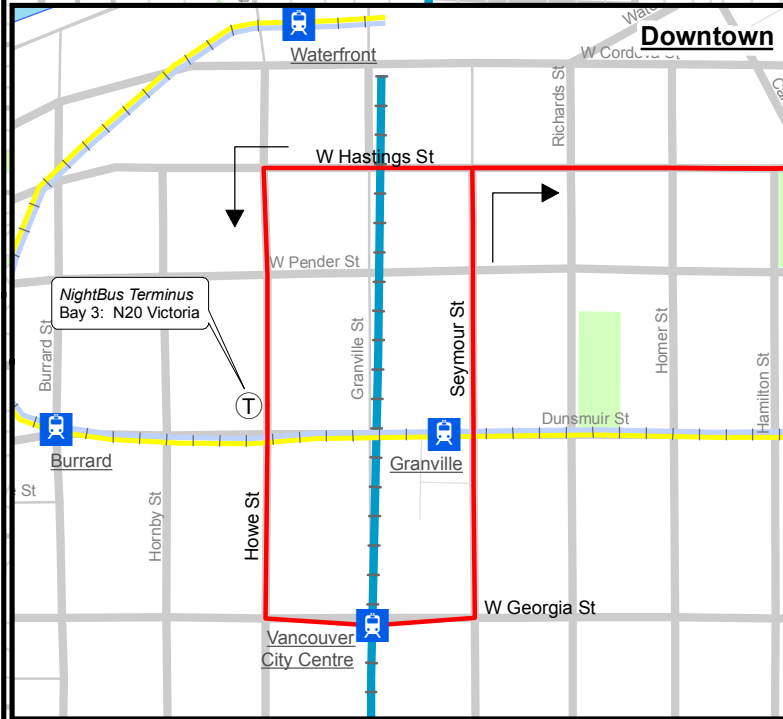 Downtown
Waterfront
W Cordova St
Richards St
W Hastings St
W Pender St
NightBus Terminus
Bay 3: N20 Victoria
Burrard St
Granville St
Seymour St
Homer St
Hamilton St
T
Dunsmuir St
Burrard
Granville
St
Hornby St
Howe St
W Georgia St
Vancouver
City Centre